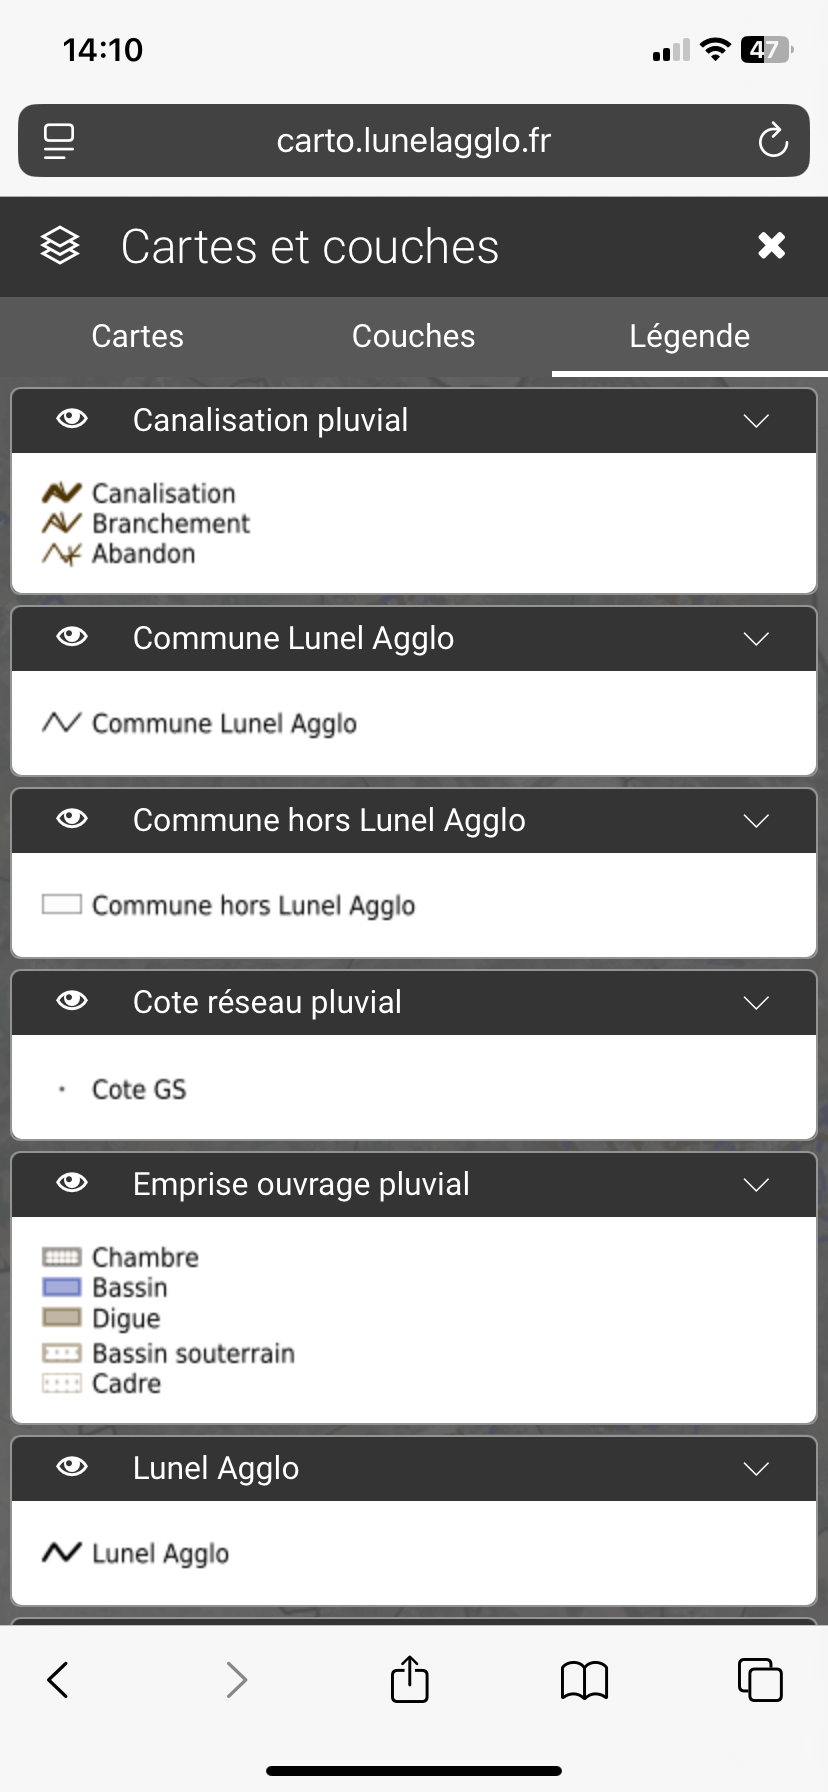 14:10
47
carto.lunelagglo.fr
Cartes et couches
Cartes Couches Légende
Canalisation pluvial
Canalisation
Branchement
Abandon
Commune Lunel Agglo
Commune Lunel Agglo
Commune hors Lunel Agglo
Commune hors Lunel Agglo
Cote réseau pluvial
Cote GS
Emprise ouvrage pluvial
Chambre
Bassin
Digue
Bassin souterrain
Cadre
Lunel Agglo
Lunel Agglo